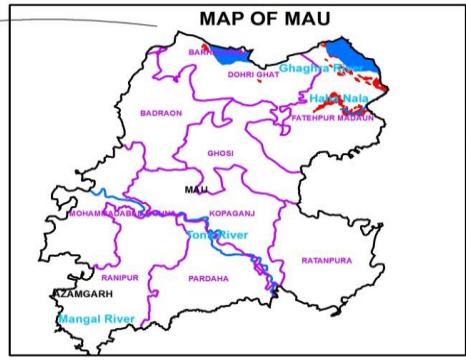 MAP OF MAU
DOHRI GHAT
Ghaghra River
Haha Nala
FATEHPUR MADAUN
BADRAON
GHOSI
MAU
KOPAGANJ
Tons River
RANIPUR
PARDAHA
RATANPURA
AZAMGARH
Mangal River